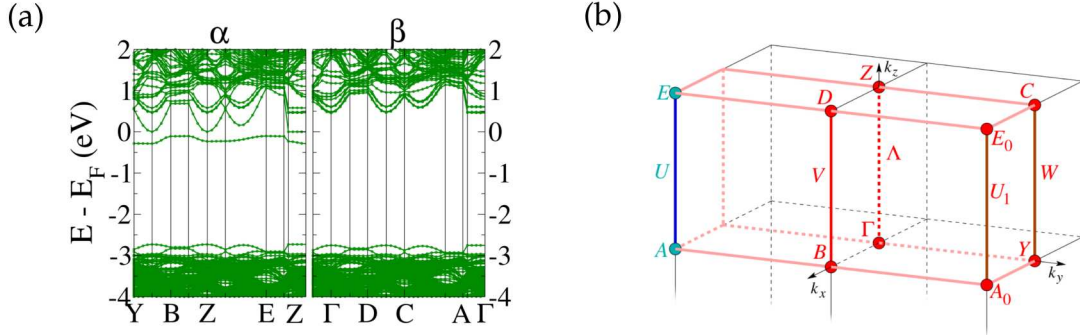 (a)
α β
E - E_F (eV)
2 2
1 1
0 0
-1 -1
-2 -2
-3 -3
-4 -4
Y B Z E Z Γ D C A Γ
(b)
Z k_z
E D C
E_0
U V Λ U_1 W
Γ
A B Y
k_x A_0 k_y